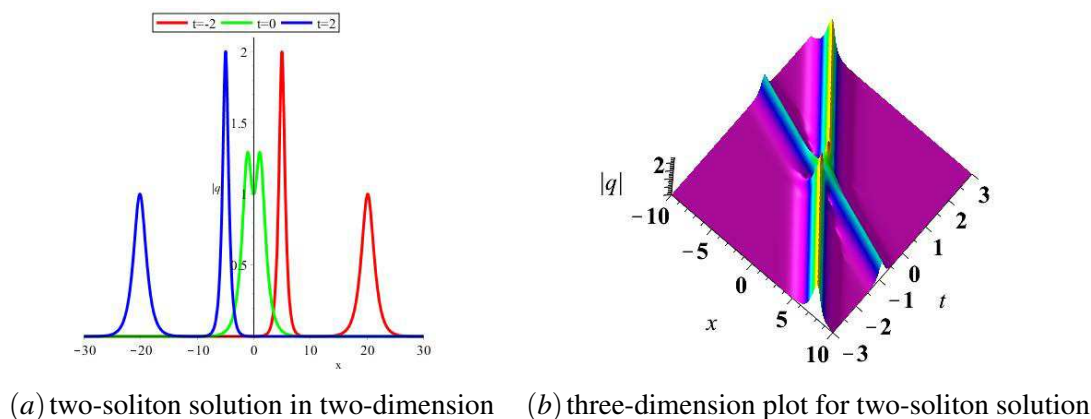 t=-2 t=0 t=2
2
1.5
|q
1
0.5
-30 -20 -10 0 10 20 30
x
|q|
2
-10
-5
0
5
10
x
-3
-2
-1
0
1
2
3
t
(a) two-soliton solution in two-dimension (b) three-dimension plot for two-soliton solution